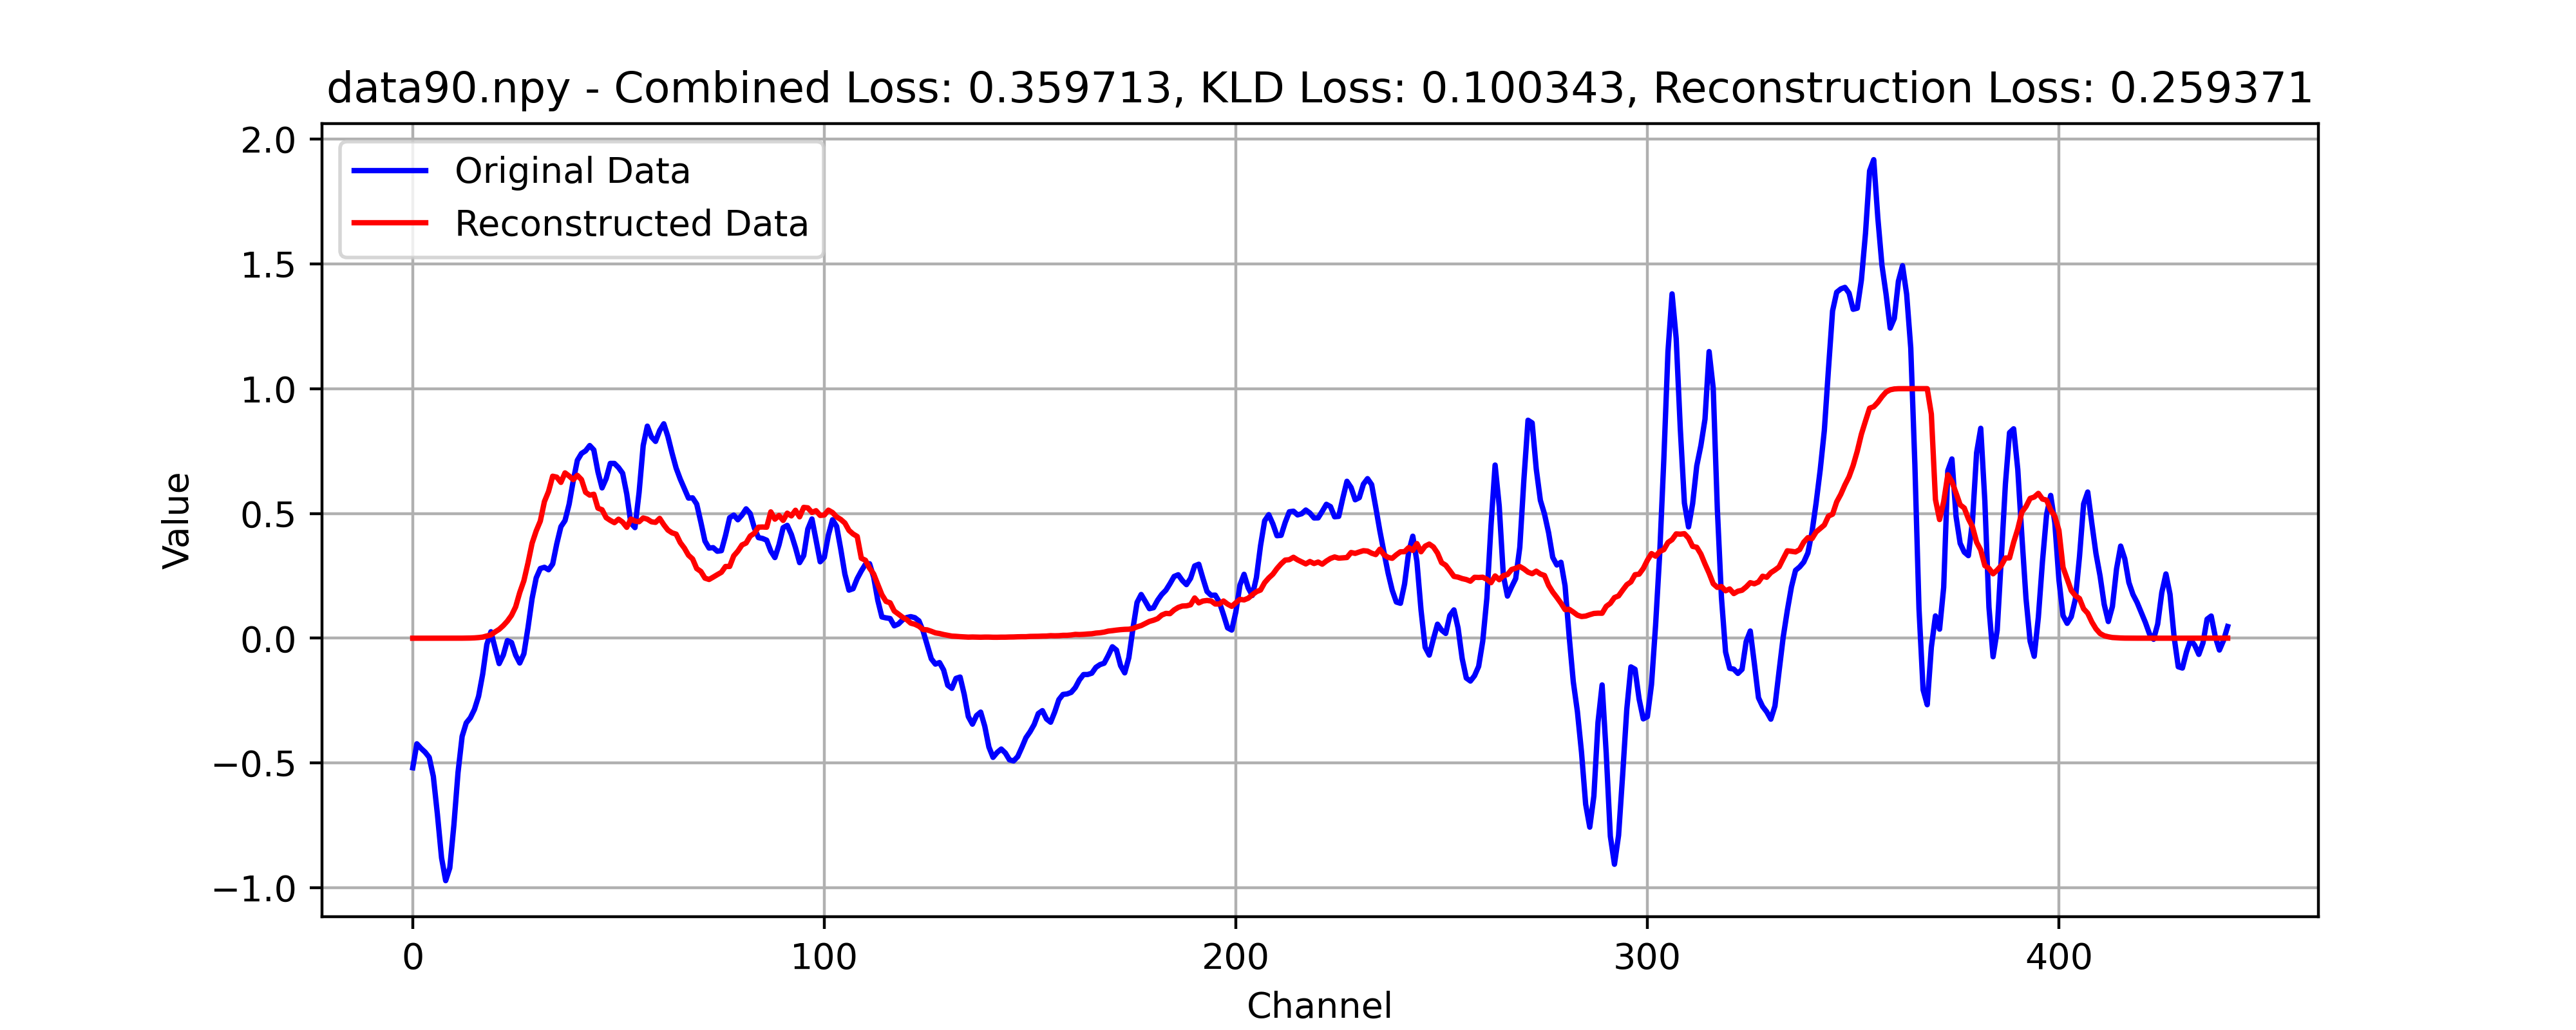 data90.npy - Combined Loss: 0.359713, KLD Loss: 0.100343, Reconstruction Loss: 0.259371
Original Data
Reconstructed Data
2.0
1.5
1.0
0.5
0.0
−0.5
−1.0
Value
0 100 200 300 400
Channel